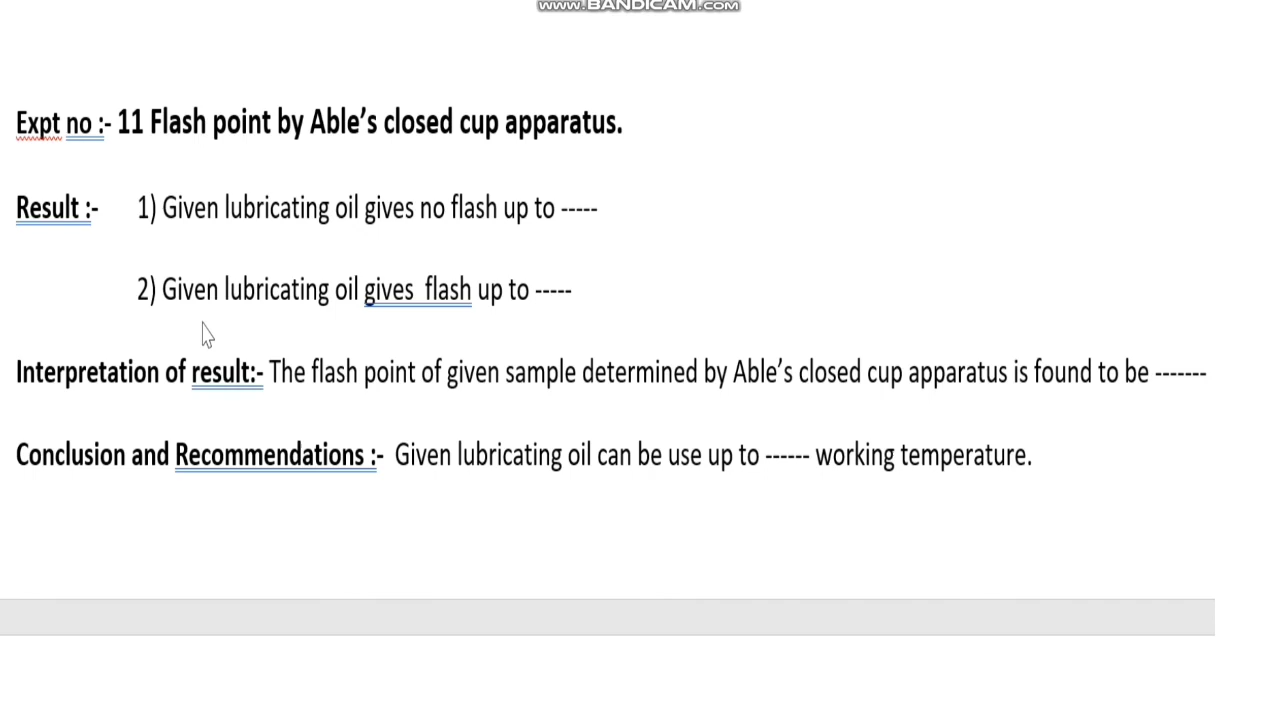 www.BANDICAM.com
Expt no :- 11 Flash point by Able’s closed cup apparatus.
Result :- 1) Given lubricating oil gives no flash up to -----
2) Given lubricating oil gives  flash up to -----
Interpretation of result:- The flash point of given sample determined by Able’s closed cup apparatus is found to be -------
Conclusion and Recommendations :-  Given lubricating oil can be use up to ------ working temperature.